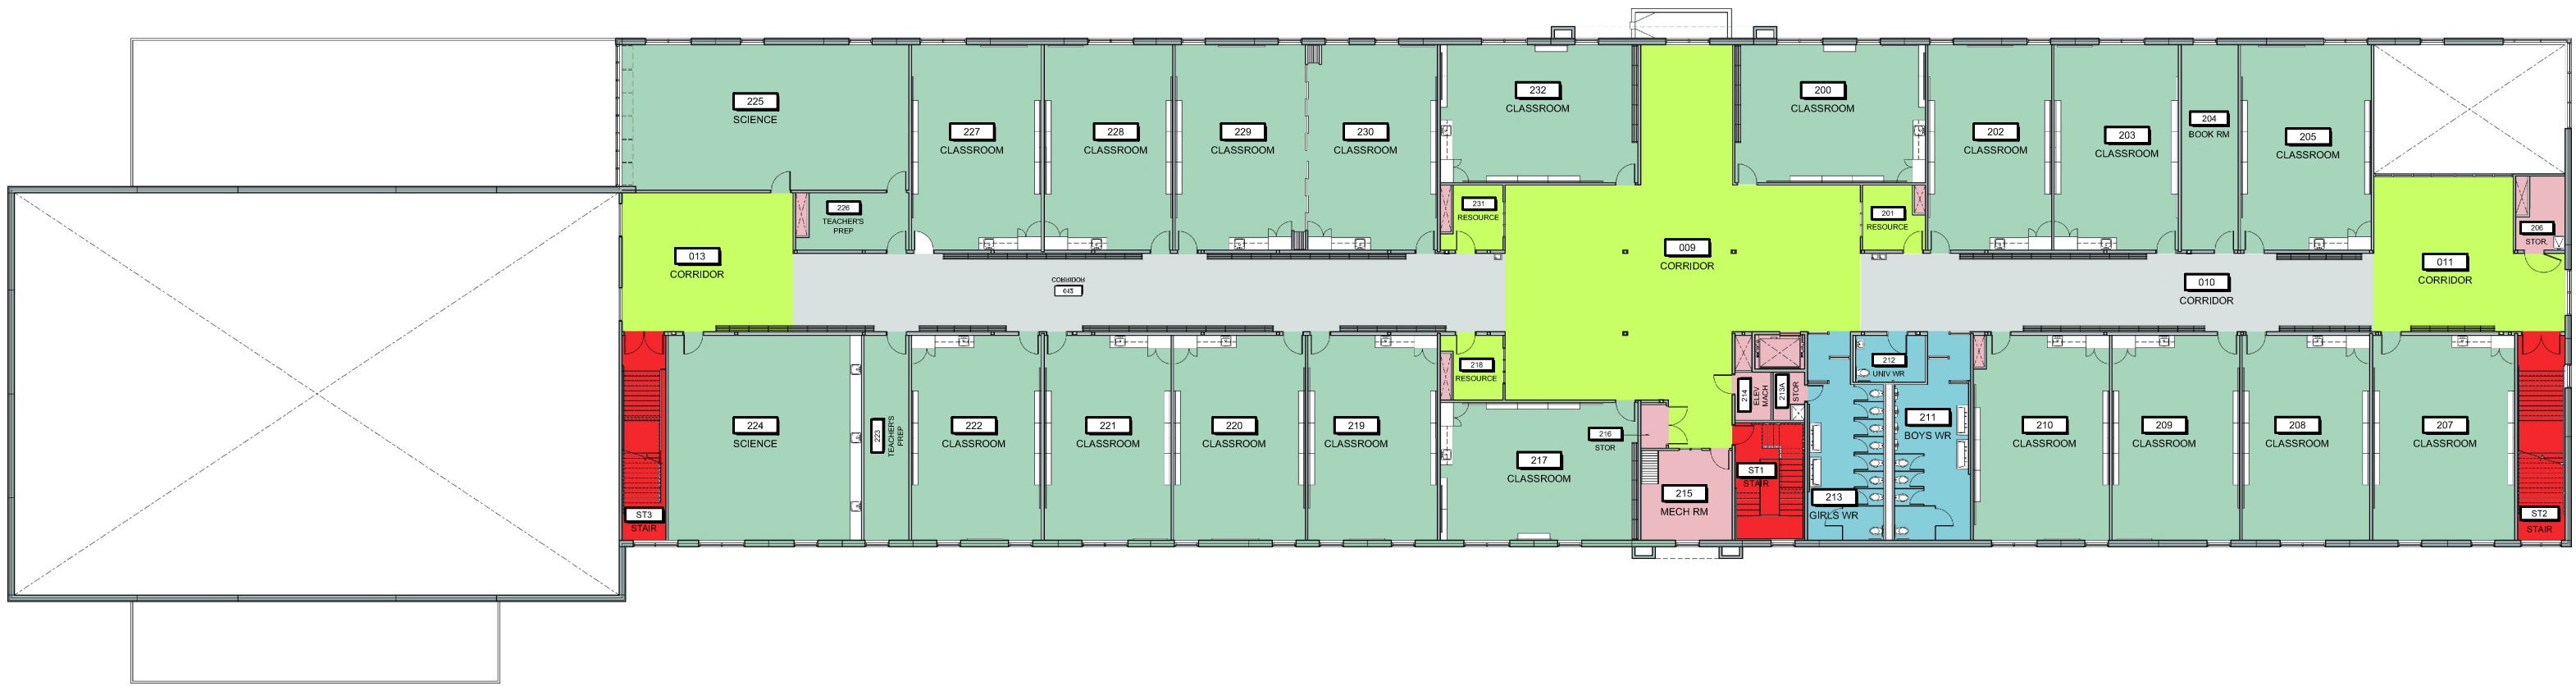 225
SCIENCE
227
CLASSROOM
228
CLASSROOM
229
CLASSROOM
230
CLASSROOM
232
CLASSROOM
200
CLASSROOM
202
CLASSROOM
203
CLASSROOM
204
BOOK RM
205
CLASSROOM
226
TEACHER'S
PREP
231
RESOURCE
201
RESOURCE
206
STOR.
013
CORRIDOR
CORRIDOR
009
CORRIDOR
010
CORRIDOR
011
CORRIDOR
ST3
STAIR
224
SCIENCE
223
TEACHER'S
PREP
222
CLASSROOM
221
CLASSROOM
220
CLASSROOM
219
CLASSROOM
218
RESOURCE
217
CLASSROOM
216
STOR
215
MECH RM
214
ELEV
MACH
213A
STOR
ST1
STAIR
213
GIRLS WR
212
UNIV WR
211
BOYS WR
210
CLASSROOM
209
CLASSROOM
208
CLASSROOM
207
CLASSROOM
ST2
STAIR